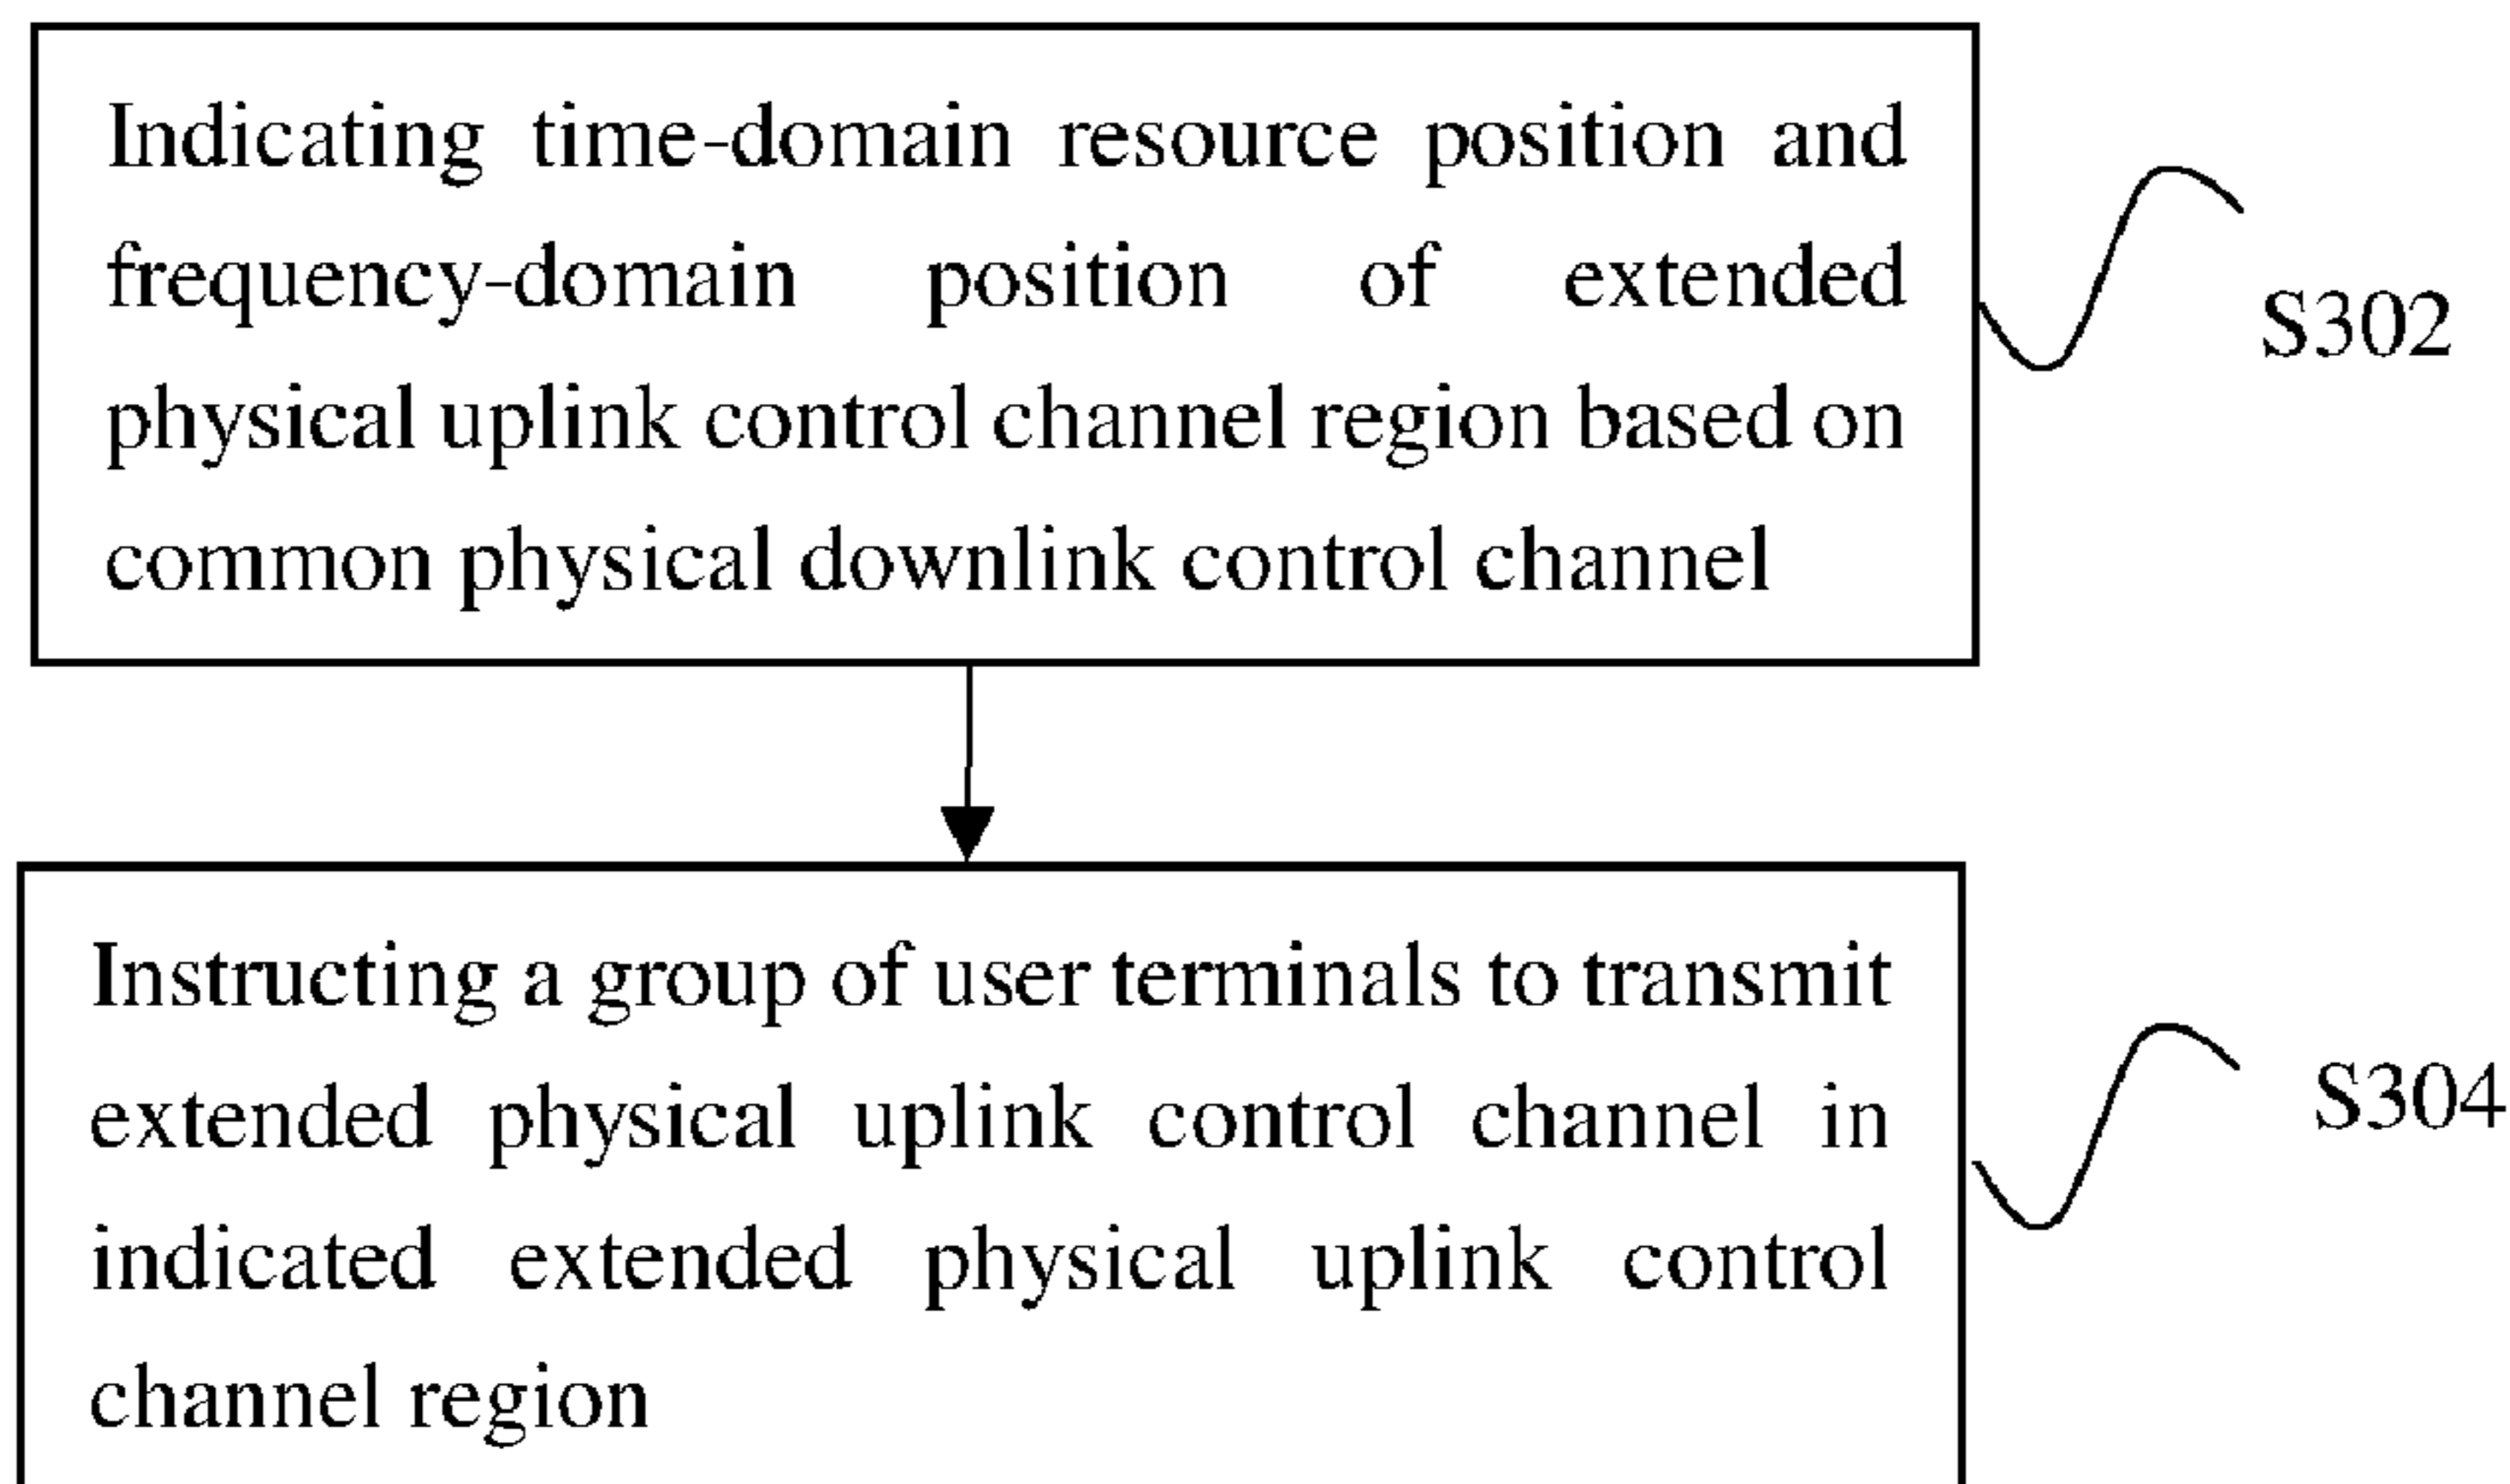 Indicating time-domain resource position and
frequency-domain position of extended
physical uplink control channel region based on
common physical downlink control channel
S302
Instructing a group of user terminals to transmit
extended physical uplink control channel in
indicated extended physical uplink control
channel region
S304